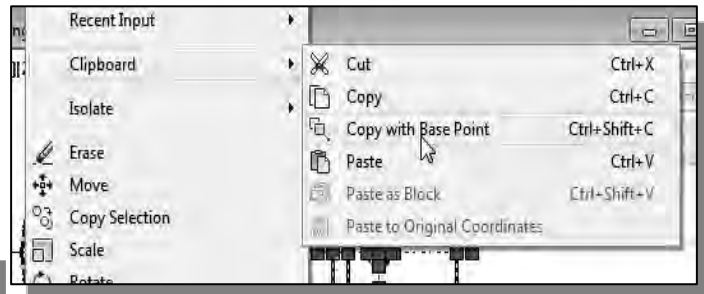 Recent Input
Clipboard
Isolate
Erase
Move
Copy Selection
Scale
Rotate
Cut Ctrl+X
Copy Ctrl+C
Copy with Base Point Ctrl+Shift+C
Paste Ctrl+V
Paste as Block Ctrl+Shift+V
Paste to Original Coordinates